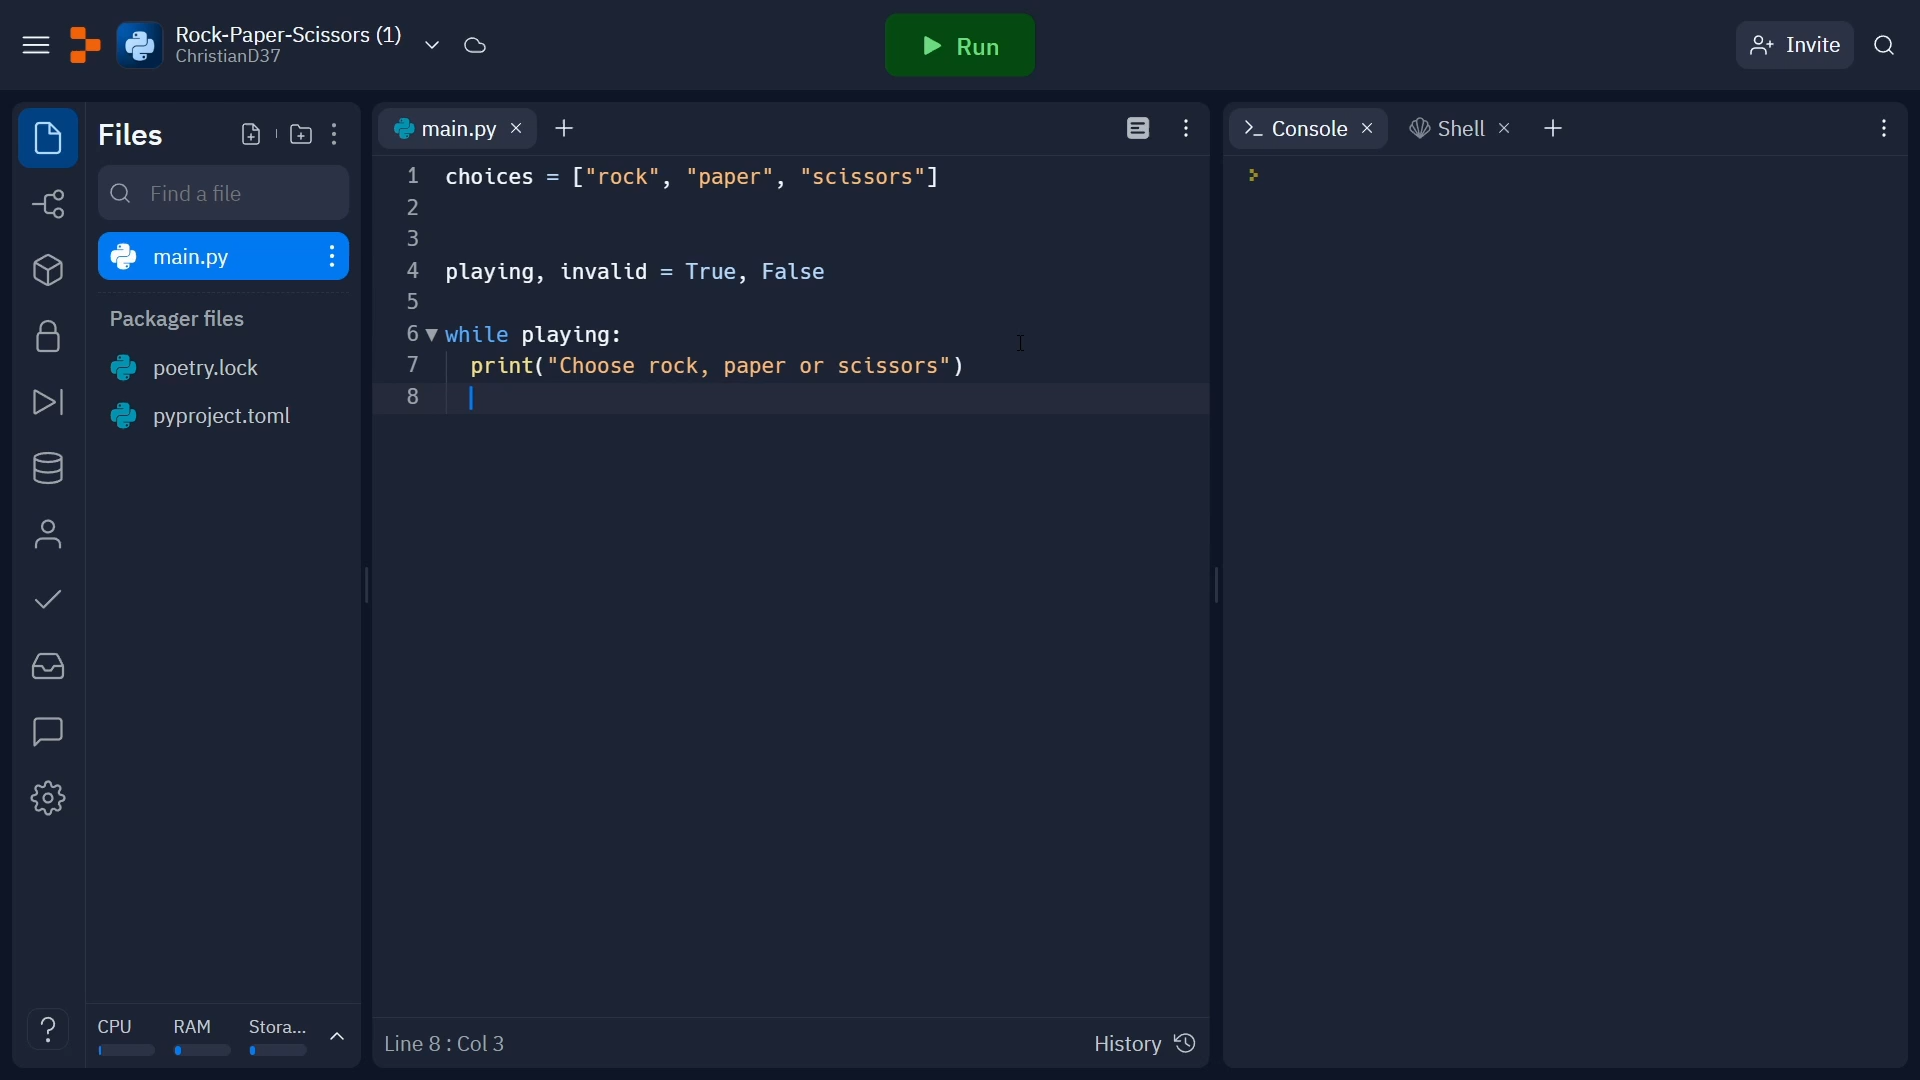 Rock-Paper-Scissors (1)
ChristianD37
Run
Invite
Files
Find a file
main.py
Packager files
poetry.lock
pyproject.toml
CPU RAM Stora...
main.py
1 choices = ["rock", "paper", "scissors"]
2
3
4 playing, invalid = True, False
5
6 while playing:
7 print("Choose rock, paper or scissors")
8
Line 8 : Col 3
History
Console
Shell